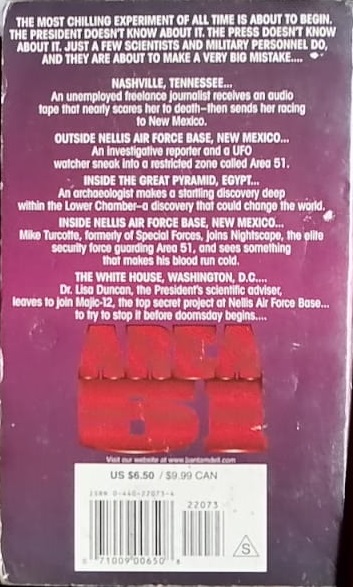 THE MOST CHILLING EXPERIMENT OF ALL TIME IS ABOUT TO BEGIN.
THE PRESIDENT DOESN'T KNOW ABOUT IT. THE PRESS DOESN'T KNOW
ABOUT IT. JUST A FEW SCIENTISTS AND MILITARY PERSONNEL DO,
AND THEY ARE ABOUT TO MAKE A VERY BIG MISTAKE....
NASHVILLE, TENNESSEE...
An unemployed freelance journalist receives an audio
tape that nearly scares her to death–then sends her racing
to New Mexico.
OUTSIDE NELLIS AIR FORCE BASE, NEW MEXICO...
An investigative reporter and a UFO
watcher sneak into a restricted zone called Area 51.
INSIDE THE GREAT PYRAMID, EGYPT...
An archaeologist makes a startling discovery deep
within the Lower Chamber–a discovery that could change the world.
INSIDE NELLIS AIR FORCE BASE, NEW MEXICO...
Mike Turcotte, formerly of Special Forces, joins Nightscape, the elite
security force guarding Area 51, and sees something
that makes his blood run cold.
THE WHITE HOUSE, WASHINGTON, D.C....
Dr. Lisa Duncan, the President's scientific adviser,
leaves to join Majic-12, the top secret project at Nellis Air Force Base...
to try to stop it before doomsday begins....
AREA
51
Visit our website at www.bantamdell.com
US $6.50 / $9.99 CAN
ISBN 0-440-22073-4
22073
71009 00650 8
S